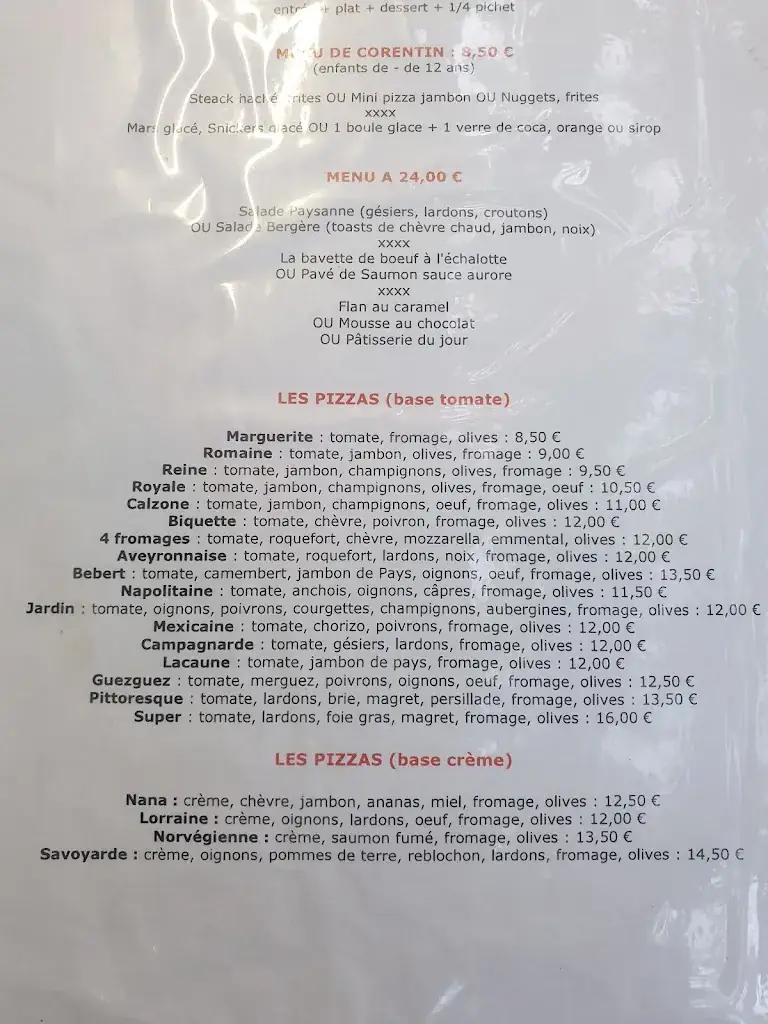 entrée + plat + dessert + 1/4 pichet
MENU DE CORENTIN : 8,50 €
(enfants de - de 12 ans)
Steack haché frites OU Mini pizza jambon OU Nuggets, frites
xxxx
Mars glacé, Snickers glacé OU 1 boule glace + 1 verre de coca, orange ou sirop
MENU A 24,00 €
Salade Paysanne (gésiers, lardons, croutons)
OU Salade Bergère (toasts de chèvre chaud, jambon, noix)
xxxx
La bavette de boeuf à l'échalotte
OU Pavé de Saumon sauce aurore
xxxx
Flan au caramel
OU Mousse au chocolat
OU Pâtisserie du jour
LES PIZZAS (base tomate)
Marguerite : tomate, fromage, olives : 8,50 €
Romaine : tomate, jambon, olives, fromage : 9,00 €
Reine : tomate, jambon, champignons, olives, fromage : 9,50 €
Royale : tomate, jambon, champignons, olives, fromage, oeuf : 10,50 €
Calzone : tomate, jambon, champignons, oeuf, fromage, olives : 11,00 €
Biquette : tomate, chèvre, poivron, fromage, olives : 12,00 €
4 fromages : tomate, roquefort, chèvre, mozzarella, emmental, olives : 12,00 €
Aveyronnaise : tomate, roquefort, lardons, noix, fromage, olives : 12,00 €
Bebert : tomate, camembert, jambon de Pays, oignons, oeuf, fromage, olives : 13,50 €
Napolitaine : tomate, anchois, oignons, câpres, fromage, olives : 11,50 €
Jardin : tomate, oignons, poivrons, courgettes, champignons, aubergines, fromage, olives : 12,00 €
Mexicaine : tomate, chorizo, poivrons, fromage, olives : 12,00 €
Campagnarde : tomate, gésiers, lardons, fromage, olives : 12,00 €
Lacaune : tomate, jambon de pays, fromage, olives : 12,00 €
Guezguez : tomate, merguez, poivrons, oignons, oeuf, fromage, olives : 12,50 €
Pittoresque : tomate, lardons, brie, magret, persillade, fromage, olives : 13,50 €
Super : tomate, lardons, foie gras, magret, fromage, olives : 16,00 €
LES PIZZAS (base crème)
Nana : crème, chèvre, jambon, ananas, miel, fromage, olives : 12,50 €
Lorraine : crème, oignons, lardons, oeuf, fromage, olives : 12,00 €
Norvégienne : crème, saumon fumé, fromage, olives : 13,50 €
Savoyarde : crème, oignons, pommes de terre, reblochon, lardons, fromage, olives : 14,50 €